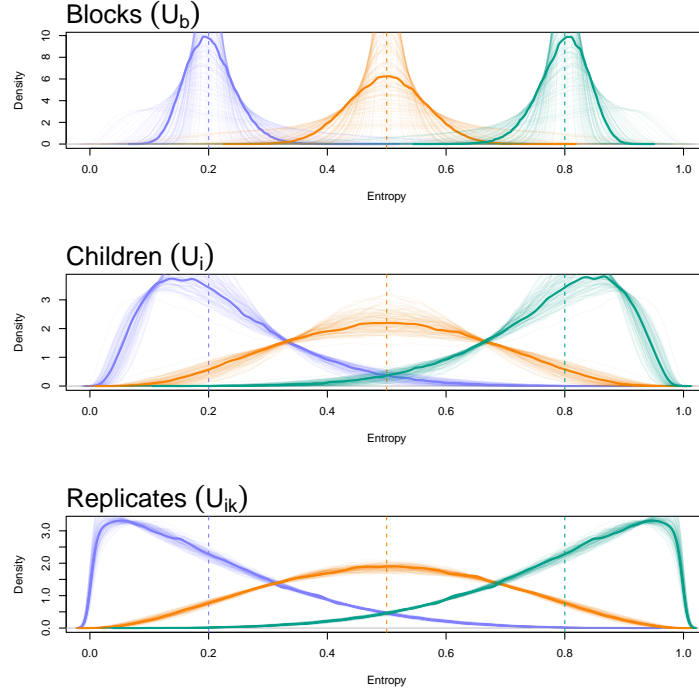 Blocks (U_b)
Density
0 2 4 6 8 10
0.0 0.2 0.4 0.6 0.8 1.0
Entropy
Children (U_i)
Density
0 1 2 3
0.0 0.2 0.4 0.6 0.8 1.0
Entropy
Replicates (U_ik)
Density
0.0 1.0 2.0 3.0
0.0 0.2 0.4 0.6 0.8 1.0
Entropy